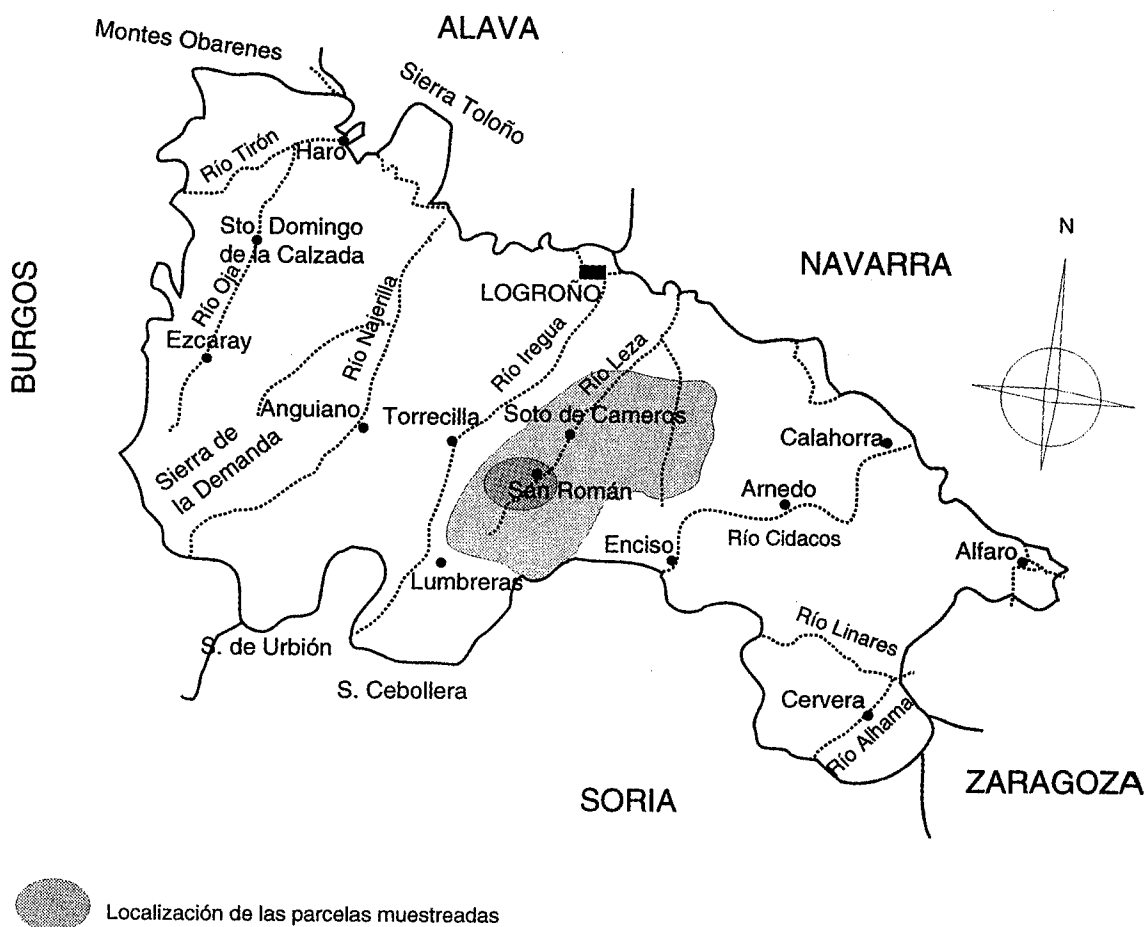 ALAVA
Montes Obarenes
Sierra Toloño
Río Tirón
Haro
Sto. Domingo
de la Calzada
BURGOS
NAVARRA
N
LOGROÑO
Río Oja
Río Najerilla
Ezcaray
Río Iregua
Río Leza
Anguiano
Torrecilla
Soto de Cameros
Calahorra
Sierra de
la Demanda
San Román
Arnedo
Río Cidacos
Enciso
Alfaro
Lumbreras
Río Linares
S. de Urbión
S. Cebollera
Cervera
Río Alhama
SORIA
ZARAGOZA
Localización de las parcelas muestreadas